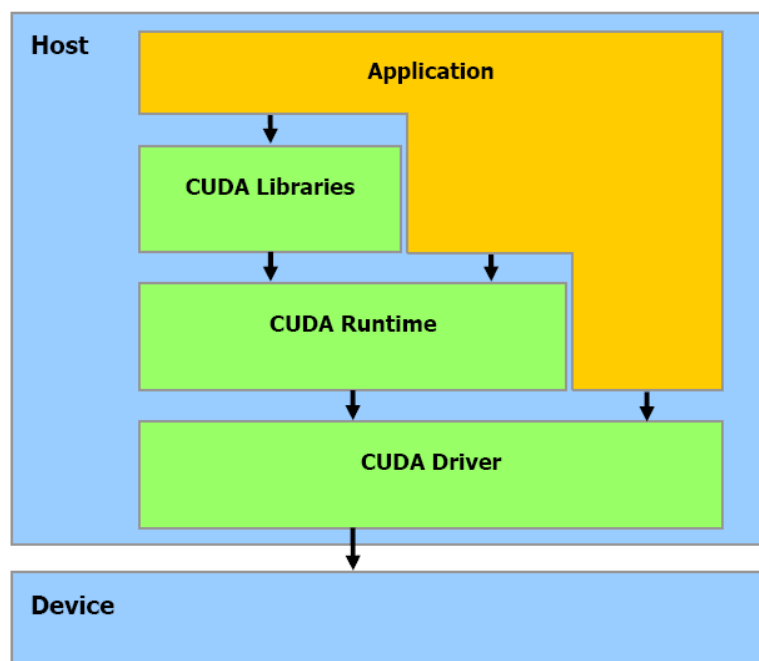 Host
Application
CUDA Libraries
CUDA Runtime
CUDA Driver
Device